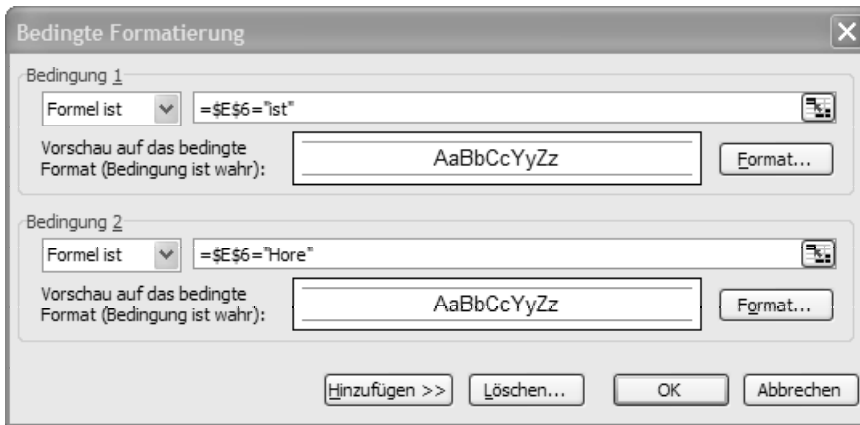 Bedingte Formatierung
Bedingung 1
Formel ist =$E$6="ist"
Vorschau auf das bedingte
Format (Bedingung ist wahr):
AaBbCcYyZz
Format...
Bedingung 2
Formel ist =$E$6="Hore"
Vorschau auf das bedingte
Format (Bedingung ist wahr):
AaBbCcYyZz
Format...
Hinzufügen >> Löschen... OK Abbrechen